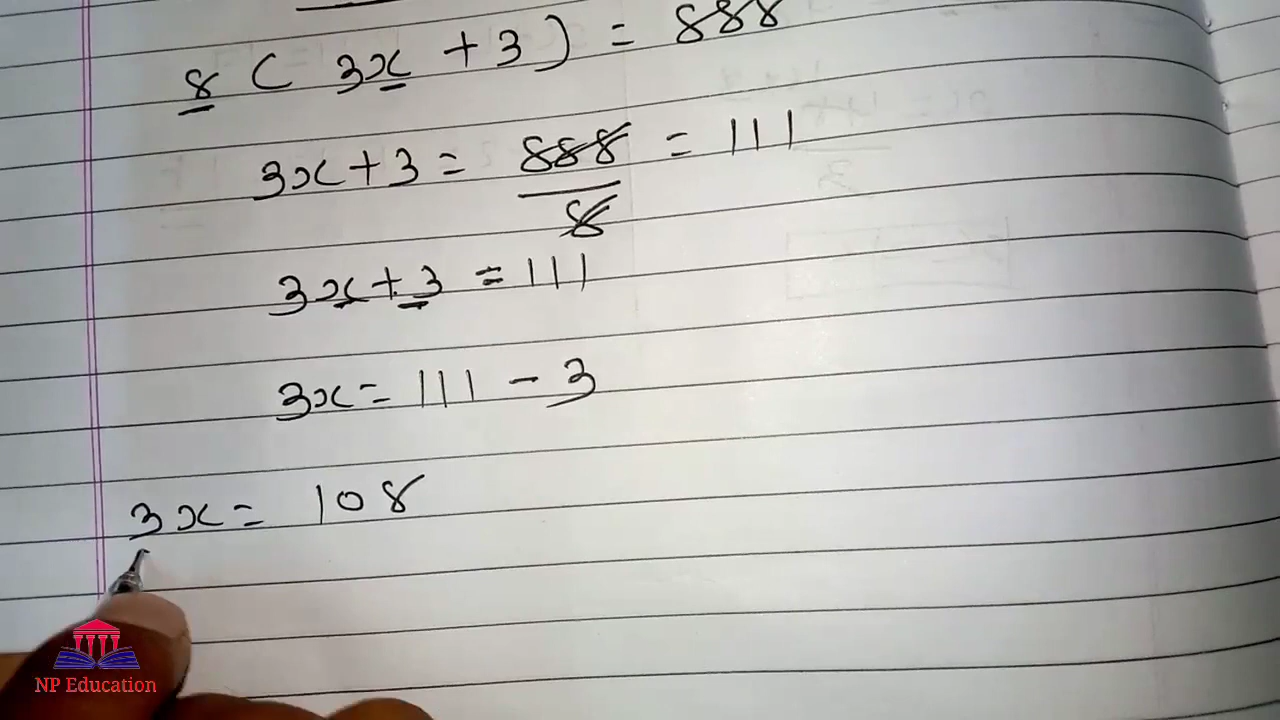 8 ( 3x + 3 ) = 888
3x + 3 = 888/8 = 111
3x + 3 = 111
3x = 111 - 3
3x = 108
NP Education